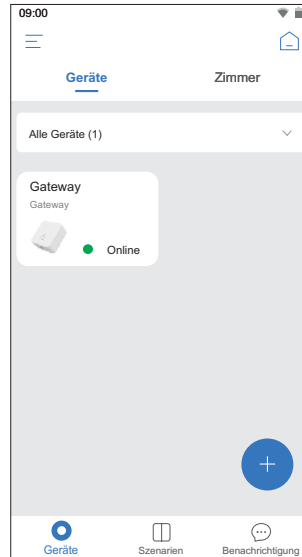 09:00
Geräte Zimmer
Alle Geräte (1)
Gateway
Gateway
Online
Geräte Szenarien Benachrichtigung